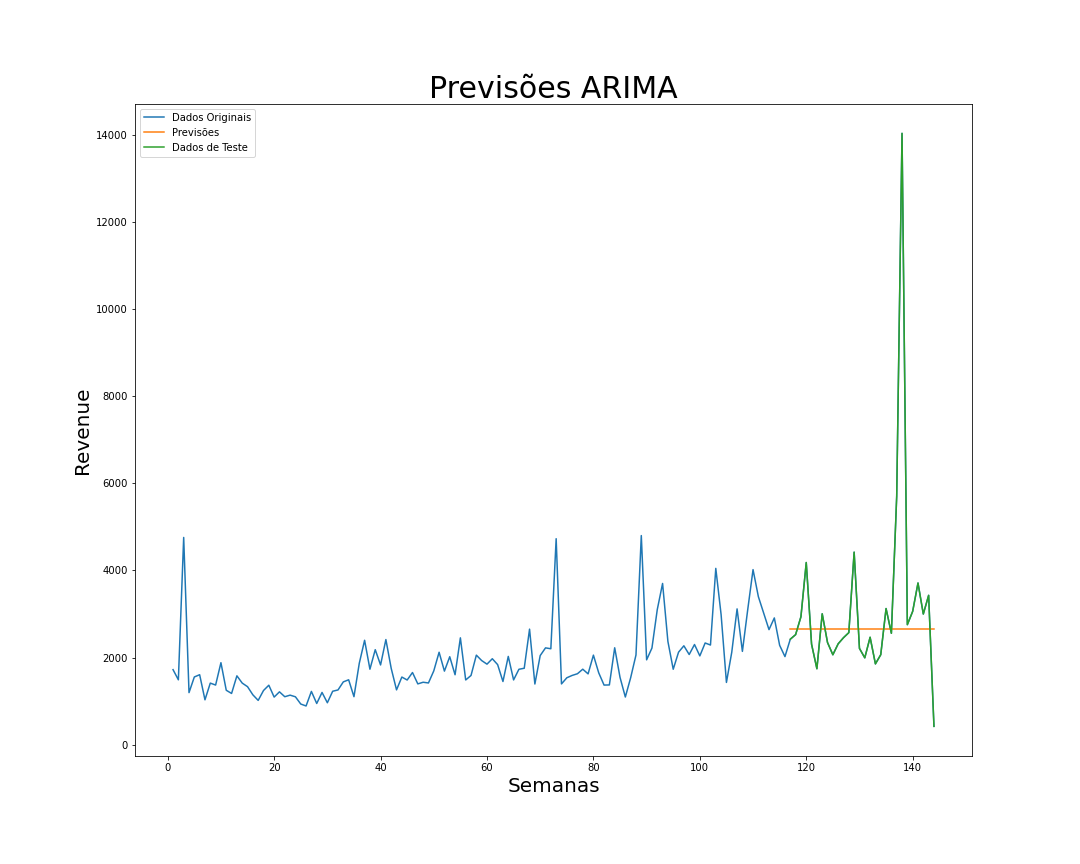 Previsões ARIMA
Dados Originais
Previsões
Dados de Teste
14000
12000
10000
8000
6000
4000
2000
0
Revenue
0 20 40 60 80 100 120 140
Semanas